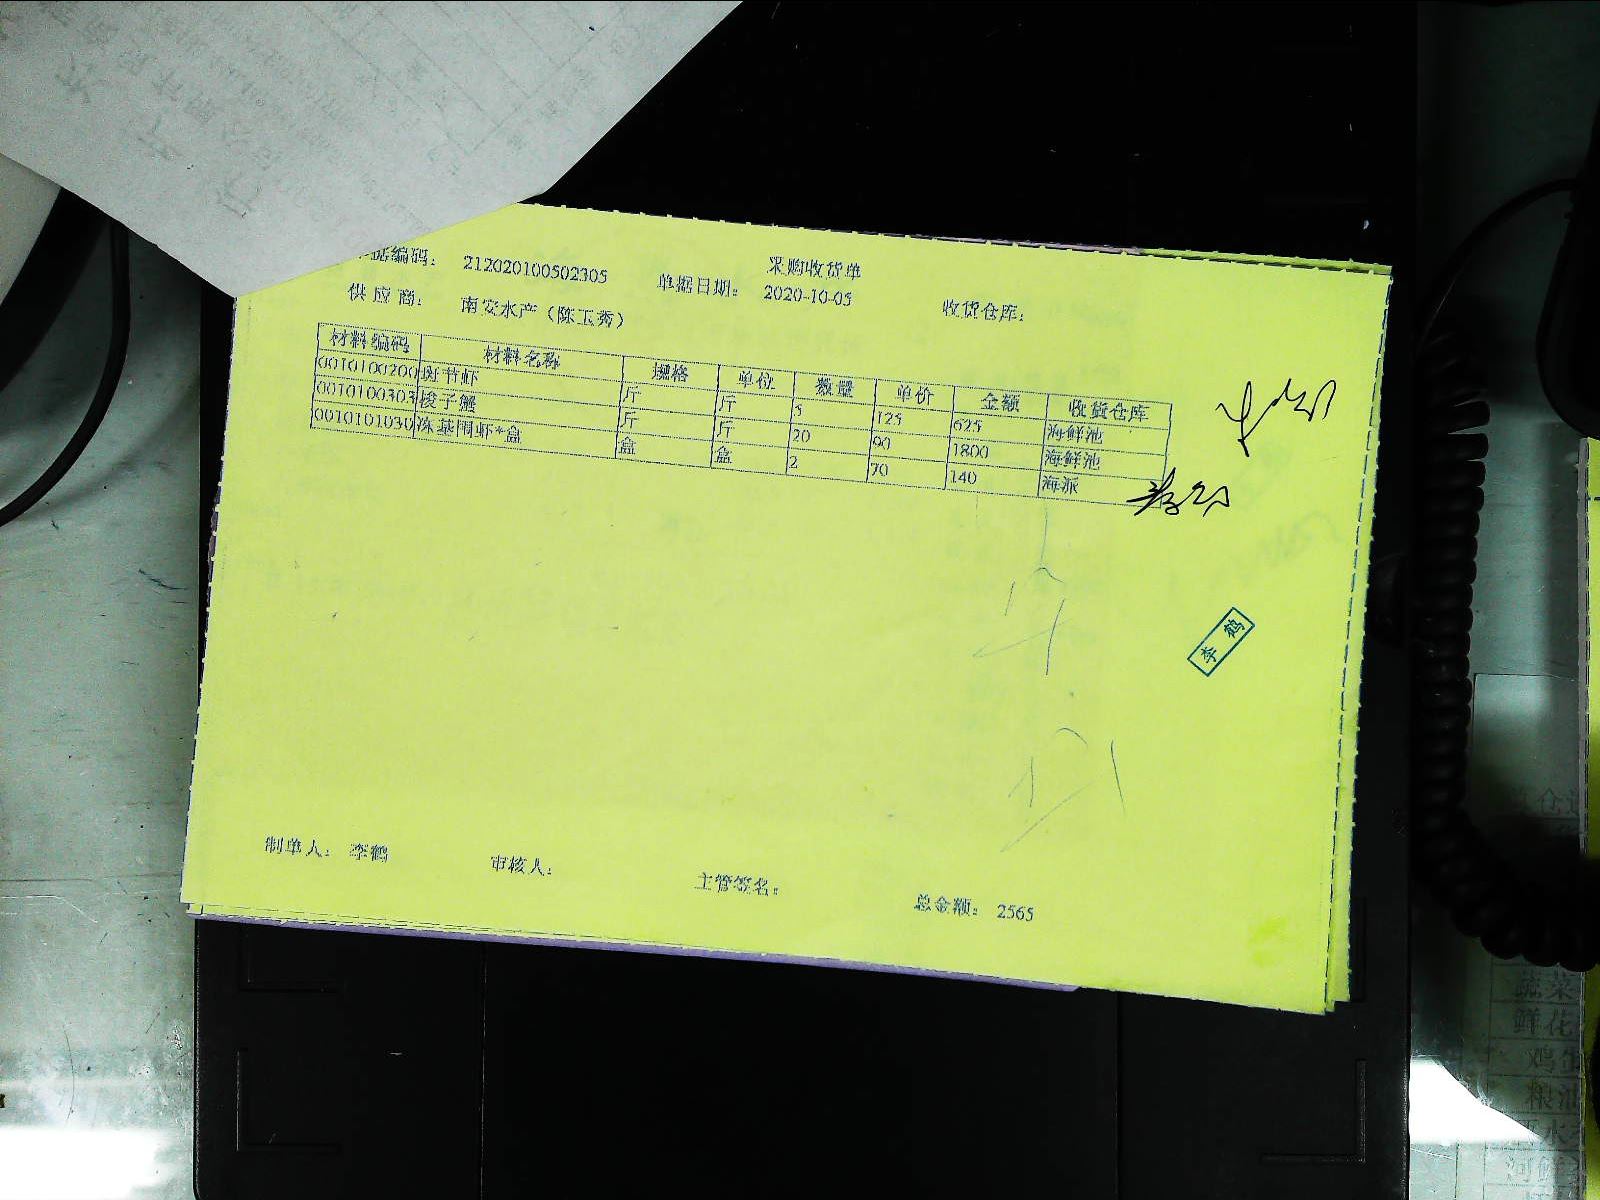 采购收货单
据编码： 212020100502305 单据日期： 2020-10-05 收货仓库：
供应商： 南安水产（陈玉秀）
材料编码 材料名称 规格 单位 数量 单价 金额 收货仓库
0010100200 斑节虾 斤 斤 5 125 625 海鲜池
0010100303 梭子蟹 斤 斤 20 90 1800 海鲜池
0010101030 冻基围虾*盒 盒 盒 2 70 140 海派
李鹤
制单人： 李鹤 审核人： 主管签名： 总金额： 2565
蔬菜
鲜花